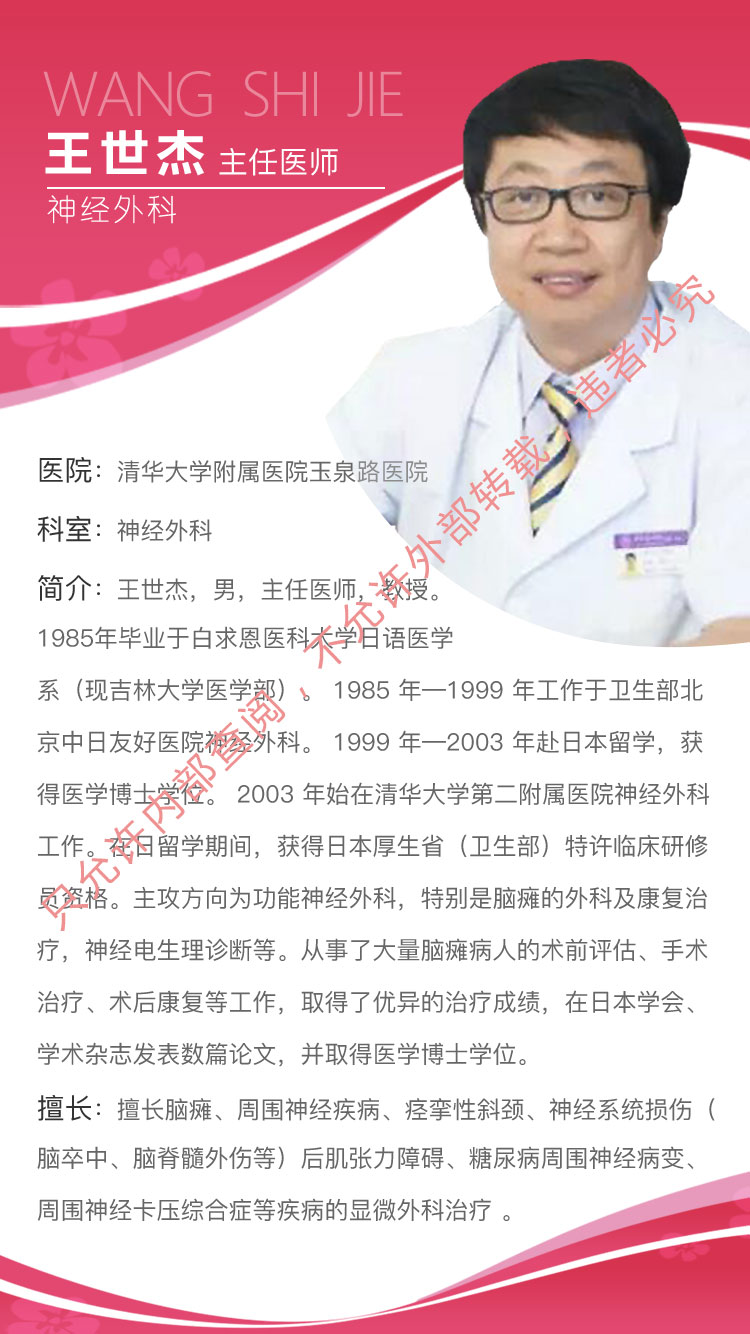 WANG SHI JIE
王世杰 主任医师
神经外科
医院：清华大学附属医院玉泉路医院
科室：神经外科
简介：王世杰，男，主任医师，教授。
1985年毕业于白求恩医科大学日语医学
系（现吉林大学医学部）。 1985 年—1999 年工作于卫生部北
京中日友好医院神经外科。 1999 年—2003 年赴日本留学，获
得医学博士学位。 2003 年始在清华大学第二附属医院神经外科
工作。在日留学期间，获得日本厚生省（卫生部）特许临床研修
员资格。主攻方向为功能神经外科，特别是脑瘫的外科及康复治
疗，神经电生理诊断等。从事了大量脑瘫病人的术前评估、手术
治疗、术后康复等工作，取得了优异的治疗成绩，在日本学会、
学术杂志发表数篇论文，并取得医学博士学位。
擅长：擅长脑瘫、周围神经疾病、痉挛性斜颈、神经系统损伤（
脑卒中、脑脊髓外伤等）后肌张力障碍、糖尿病周围神经病变、
周围神经卡压综合症等疾病的显微外科治疗 。
只允许内部查阅，不允许外部转载，违者必究